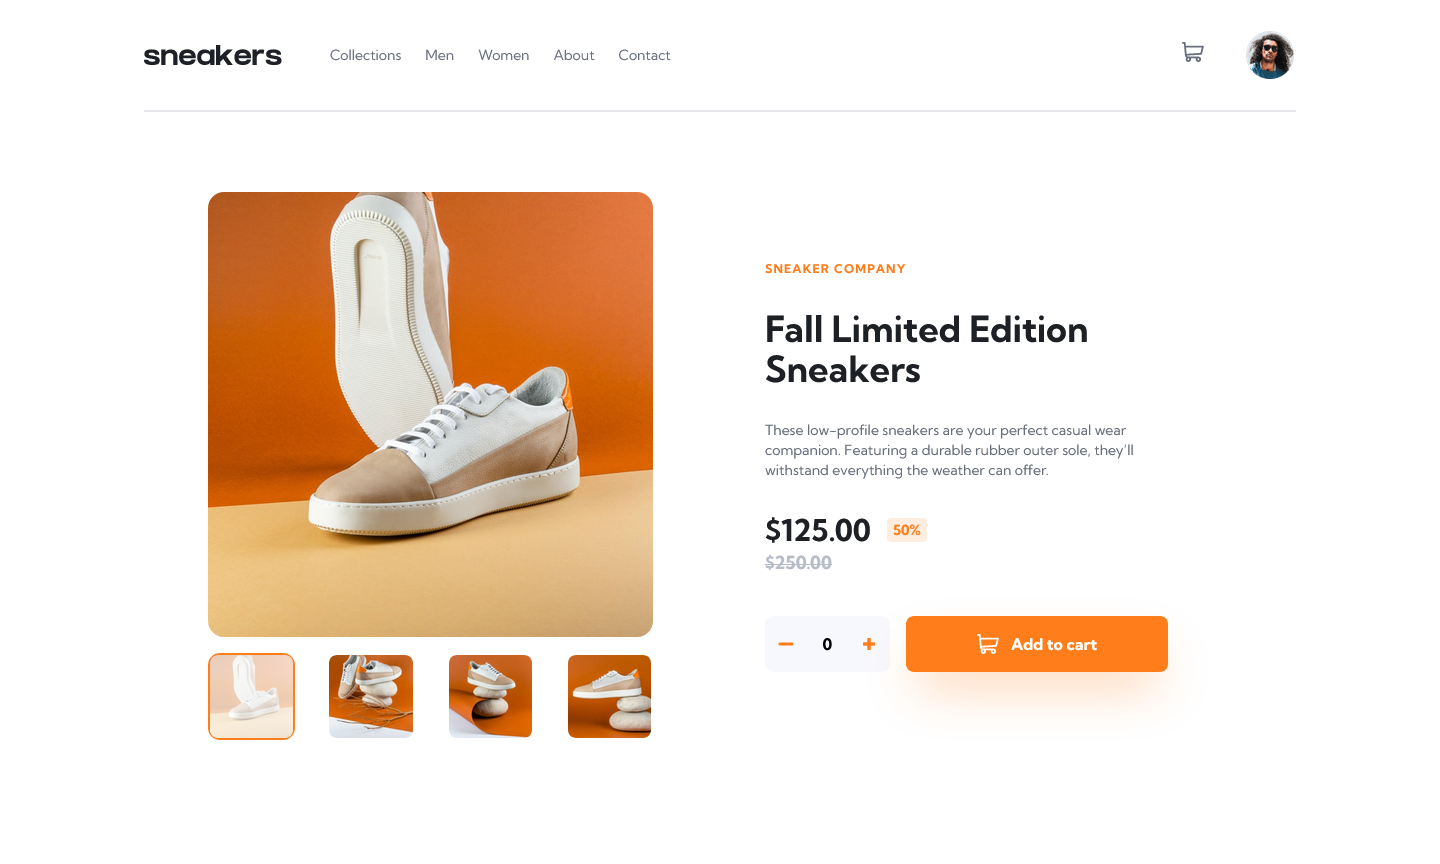 sneakers
Collections Men Women About Contact
SNEAKER COMPANY
Fall Limited Edition
Sneakers
These low-profile sneakers are your perfect casual wear
companion. Featuring a durable rubber outer sole, they'll
withstand everything the weather can offer.
$125.00 50%
$250.00
0 Add to cart